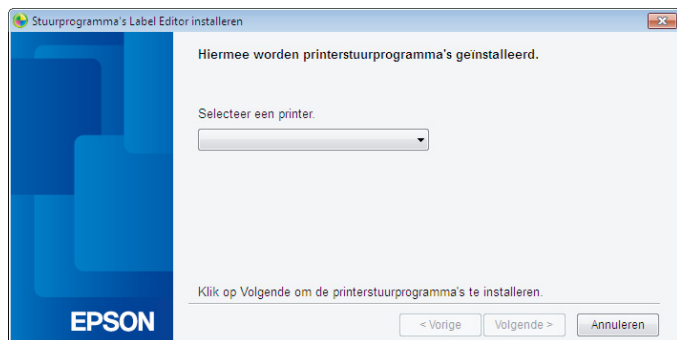 Stuurprogramma's Label Editor installeren
Hiermee worden printerstuurprogramma's geïnstalleerd.
Selecteer een printer.
Klik op Volgende om de printerstuurprogramma's te installeren.
EPSON
< Vorige
Volgende >
Annuleren